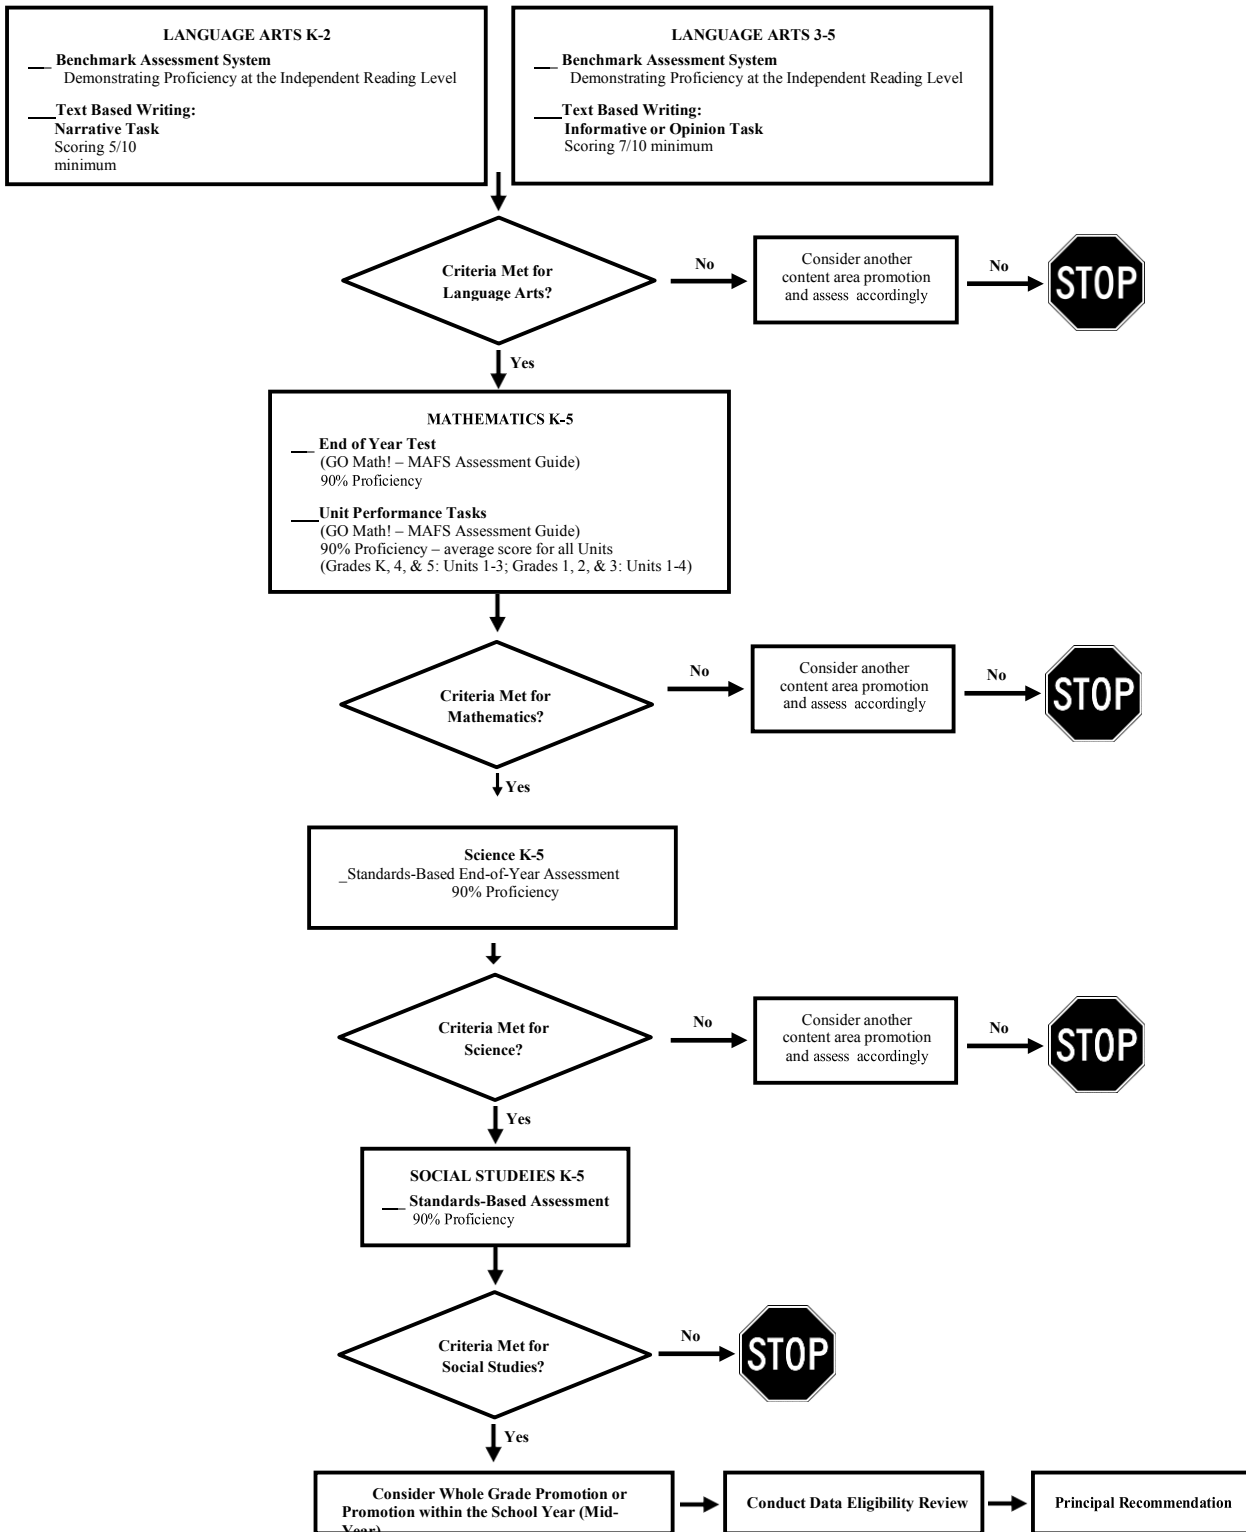 LANGUAGE ARTS K-2
___ Benchmark Assessment System
Demonstrating Proficiency at the Independent Reading Level
____Text Based Writing:
Narrative Task
Scoring 5/10
minimum
LANGUAGE ARTS 3-5
___ Benchmark Assessment System
Demonstrating Proficiency at the Independent Reading Level
____Text Based Writing:
Informative or Opinion Task
Scoring 7/10 minimum
Criteria Met for
Language Arts?
No
Consider another
content area promotion
and assess accordingly
No
STOP
Yes
MATHEMATICS K-5
___ End of Year Test
(GO Math! – MAFS Assessment Guide)
90% Proficiency
____Unit Performance Tasks
(GO Math! – MAFS Assessment Guide)
90% Proficiency – average score for all Units
(Grades K, 4, & 5: Units 1-3; Grades 1, 2, & 3: Units 1-4)
Criteria Met for
Mathematics?
No
Consider another
content area promotion
and assess accordingly
No
STOP
Yes
Science K-5
_Standards-Based End-of-Year Assessment
90% Proficiency
Criteria Met for
Science?
No
Consider another
content area promotion
and assess accordingly
No
STOP
Yes
SOCIAL STUDEIES K-5
___ Standards-Based Assessment
90% Proficiency
Criteria Met for
Social Studies?
No
STOP
Yes
Consider Whole Grade Promotion or
Promotion within the School Year (Mid-
Year)
Conduct Data Eligibility Review
Principal Recommendation